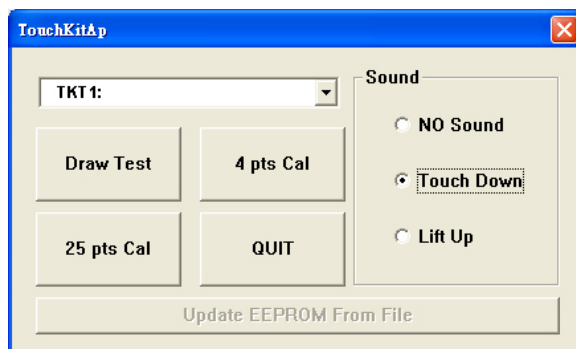 TouchKitAp
TKT1:
Draw Test
4 pts Cal
25 pts Cal
QUIT
Sound
NO Sound
Touch Down
Lift Up
Update EEPROM From File